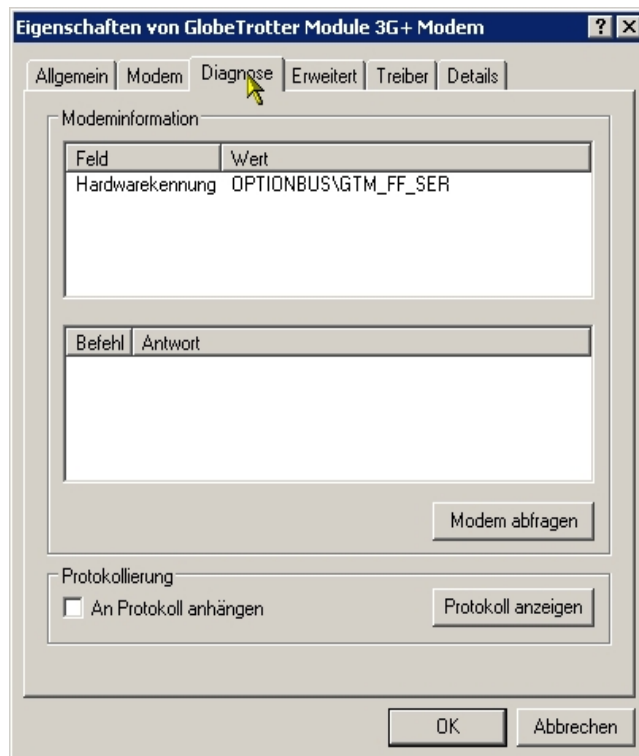 Eigenschaften von GlobeTrotter Module 3G+ Modem
Allgemein Modem Diagnose Erweitert Treiber Details
Modeminformation
Feld Wert
Hardwarekennung OPTIONBUS\GTM_FF_SER
Befehl Antwort
Modem abfragen
Protokollierung
An Protokoll anhängen Protokoll anzeigen
OK Abbrechen